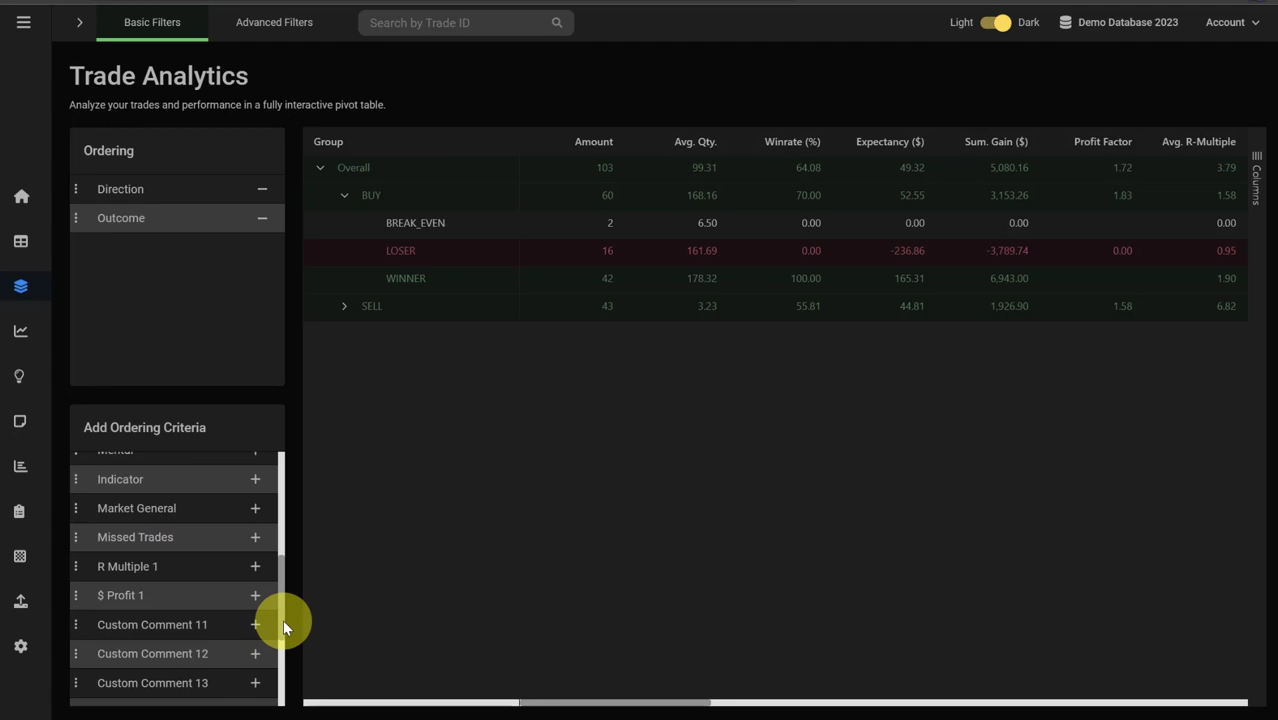 Basic Filters
Advanced Filters
Search by Trade ID
Light
Dark
Demo Database 2023
Account
Trade Analytics
Analyze your trades and performance in a fully interactive pivot table.
Ordering
Direction
Outcome
Add Ordering Criteria
Mental
Indicator
Market General
Missed Trades
R Multiple 1
$ Profit 1
Custom Comment 11
Custom Comment 12
Custom Comment 13
Group Amount Avg. Qty. Winrate (%) Expectancy ($) Sum. Gain ($) Profit Factor Avg. R-Multiple
Overall 103 99.31 64.08 49.32 5,080.16 1.72 3.79
BUY 60 168.16 70.00 52.55 3,153.26 1.83 1.58
BREAK_EVEN 2 6.50 0.00 0.00 0.00 0.00
LOSER 16 161.69 0.00 -236.86 -3,789.74 0.00 0.95
WINNER 42 178.32 100.00 165.31 6,943.00 1.90
SELL 43 3.23 55.81 44.81 1,926.90 1.58 6.82
Columns